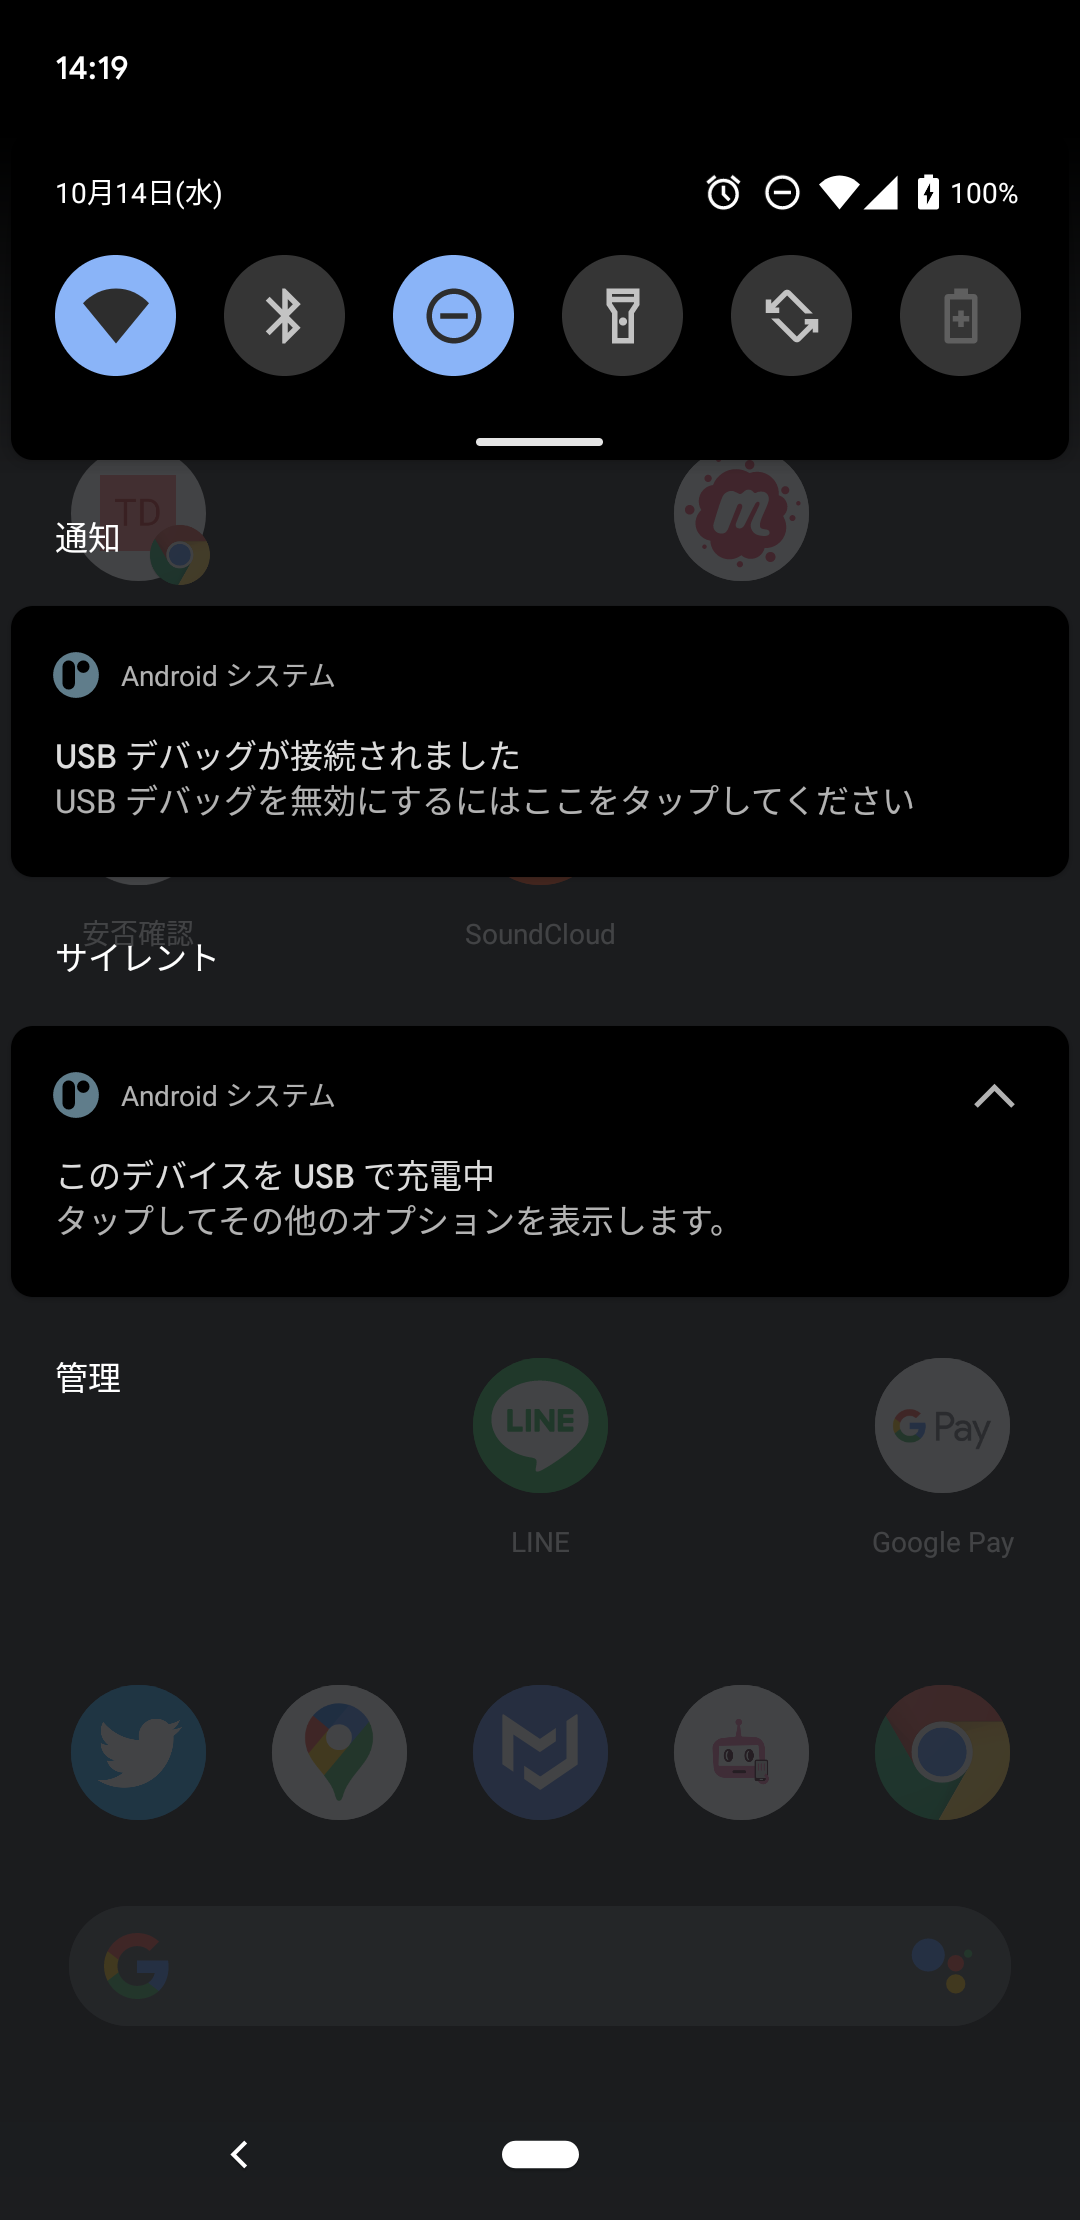 14:19
10月14日(水)
100%
TD
通知
Android システム
USB デバッグが接続されました
USB デバッグを無効にするにはここをタップしてください
安否確認
SoundCloud
サイレント
Android システム
このデバイスを USB で充電中
タップしてその他のオプションを表示します。
管理
LINE
G Pay
LINE
Google Pay